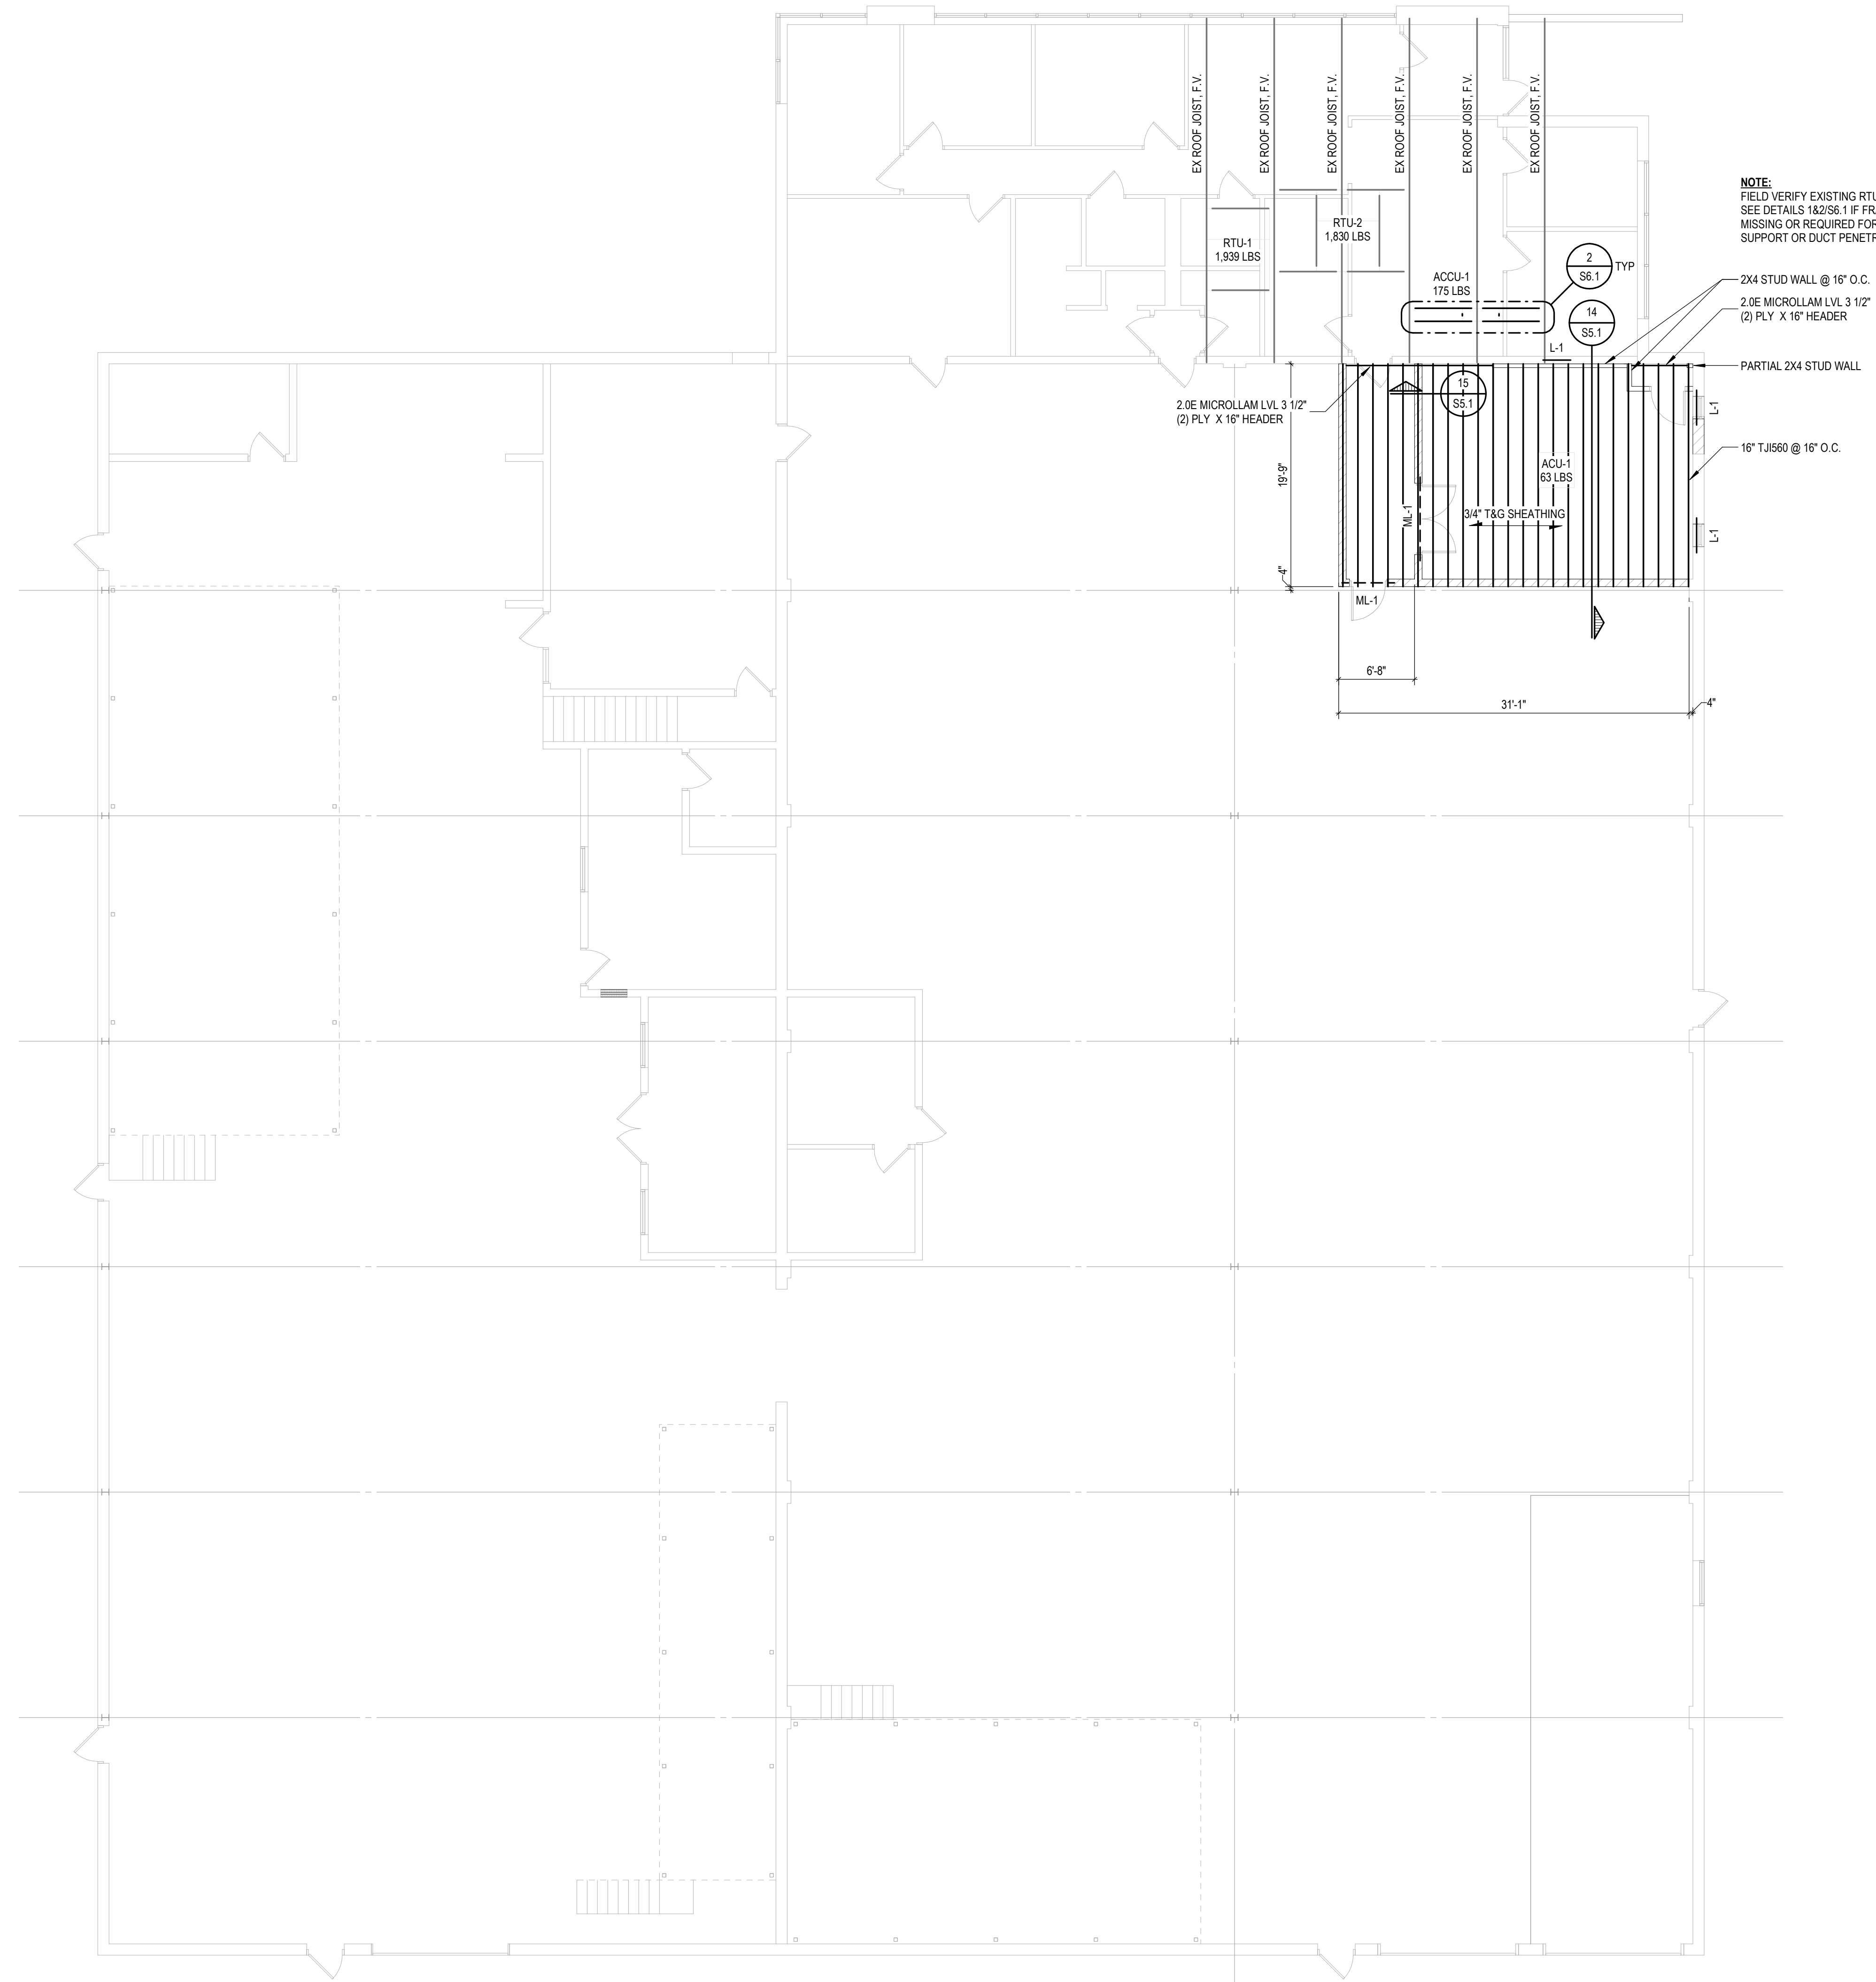 EX ROOF JOIST, F.V.
EX ROOF JOIST, F.V.
EX ROOF JOIST, F.V.
EX ROOF JOIST, F.V.
EX ROOF JOIST, F.V.
EX ROOF JOIST, F.V.
NOTE:
FIELD VERIFY EXISTING RTU
SEE DETAILS 1&2/S6.1 IF FRA
MISSING OR REQUIRED FOR
SUPPORT OR DUCT PENETR
RTU-1
1,939 LBS
RTU-2
1,830 LBS
ACCU-1
175 LBS
2
S6.1
TYP
14
S5.1
L-1
2X4 STUD WALL @ 16" O.C.
2.0E MICROLLAM LVL 3 1/2"
(2) PLY X 16" HEADER
PARTIAL 2X4 STUD WALL
15
S5.1
2.0E MICROLLAM LVL 3 1/2"
(2) PLY X 16" HEADER
L-1
16" TJI560 @ 16" O.C.
19'-9"
ACU-1
63 LBS
ML-1
3/4" T&G SHEATHING
L-1
4"
ML-1
6'-8"
31'-1"
4"